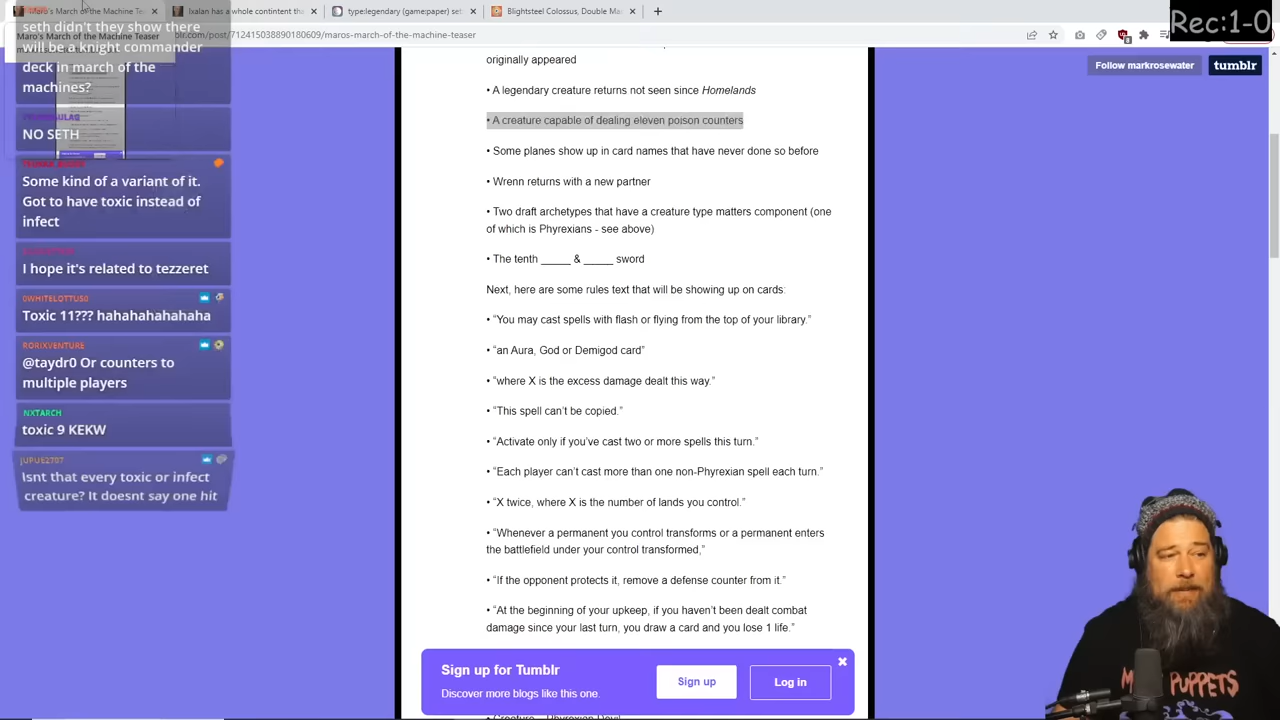 Maro's March of the Machine Te
Ixalan has a whole contintent tha
type:legendary (game:paper) set
Blightsteel Colossus, Double Ma
Rec:1-0
lr.com/post/712415038890180609/maros-march-of-the-machine-teaser
seth didn't they show there
will be a knight commander
deck in march of the
machines?
Maro's March of the Machine Teaser
NO SETH
Some kind of a variant of it.
Got to have toxic instead of
infect
I hope it's related to tezzeret
0WHITELOTTUS0
Toxic 11??? hahahahahahaha
RORIXVENTURE
@taydr0 Or counters to
multiple players
NXTARCH
toxic 9 KEKW
JUPUE2707
Isnt that every toxic or infect
creature? It doesnt say one hit
Follow markrosewater
tumblr
originally appeared
• A legendary creature returns not seen since Homelands
• A creature capable of dealing eleven poison counters
• Some planes show up in card names that have never done so before
• Wrenn returns with a new partner
• Two draft archetypes that have a creature type matters component (one
of which is Phyrexians - see above)
• The tenth _____ & _____ sword
Next, here are some rules text that will be showing up on cards:
• “You may cast spells with flash or flying from the top of your library.”
• “an Aura, God or Demigod card”
• “where X is the excess damage dealt this way.”
• “This spell can’t be copied.”
• “Activate only if you’ve cast two or more spells this turn.”
• “Each player can’t cast more than one non-Phyrexian spell each turn.”
• “X twice, where X is the number of lands you control.”
• “Whenever a permanent you control transforms or a permanent enters
the battlefield under your control transformed,”
• “If the opponent protects it, remove a defense counter from it.”
• “At the beginning of your upkeep, if you haven’t been dealt combat
damage since your last turn, you draw a card and you lose 1 life.”
Sign up for Tumblr
Discover more blogs like this one.
Sign up
Log in
• Creature – Phyrexian Devil